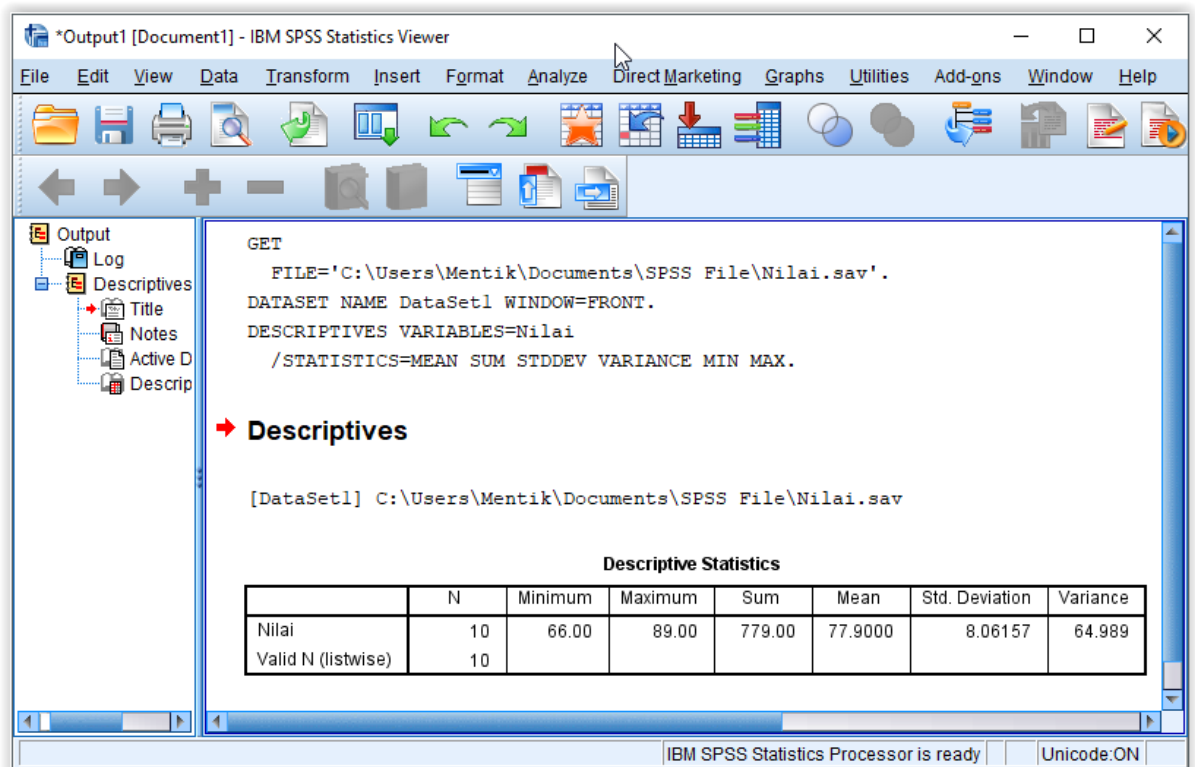 *Output1 [Document1] - IBM SPSS Statistics Viewer
File Edit View Data Transform Insert Format Analyze Direct Marketing Graphs Utilities Add-ons Window Help
Output
Log
Descriptives
Title
Notes
Active D
Descrip
GET
FILE='C:\Users\Mentik\Documents\SPSS File\Nilai.sav'.
DATASET NAME DataSet1 WINDOW=FRONT.
DESCRIPTIVES VARIABLES=Nilai
/STATISTICS=MEAN SUM STDDEV VARIANCE MIN MAX.
Descriptives
[DataSet1] C:\Users\Mentik\Documents\SPSS File\Nilai.sav
Descriptive Statistics
N Minimum Maximum Sum Mean Std. Deviation Variance
Nilai 10 66.00 89.00 779.00 77.9000 8.06157 64.989
Valid N (listwise) 10
IBM SPSS Statistics Processor is ready Unicode:ON